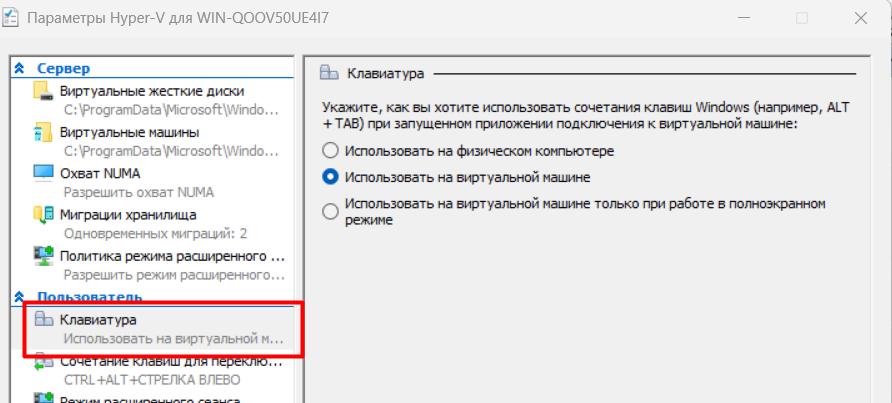 Параметры Hyper-V для WIN-QOOV50UE4I7
Сервер
Виртуальные жесткие диски
C:\ProgramData\Microsoft\Windo...
Виртуальные машины
C:\ProgramData\Microsoft\Windo...
Охват NUMA
Разрешить охват NUMA
Миграции хранилища
Одновременных миграций: 2
Политика режима расширенного ...
Разрешить режим расширенного...
Пользователь
Клавиатура
Использовать на виртуальной м...
Сочетание клавиш для переклю...
CTRL+ALT+СТРЕЛКА ВЛЕВО
Режим расширенного сеанса
Клавиатура
Укажите, как вы хотите использовать сочетания клавиш Windows (например, ALT
+ TAB) при запущенном приложении подключения к виртуальной машине:
Использовать на физическом компьютере
Использовать на виртуальной машине
Использовать на виртуальной машине только при работе в полноэкранном
режиме